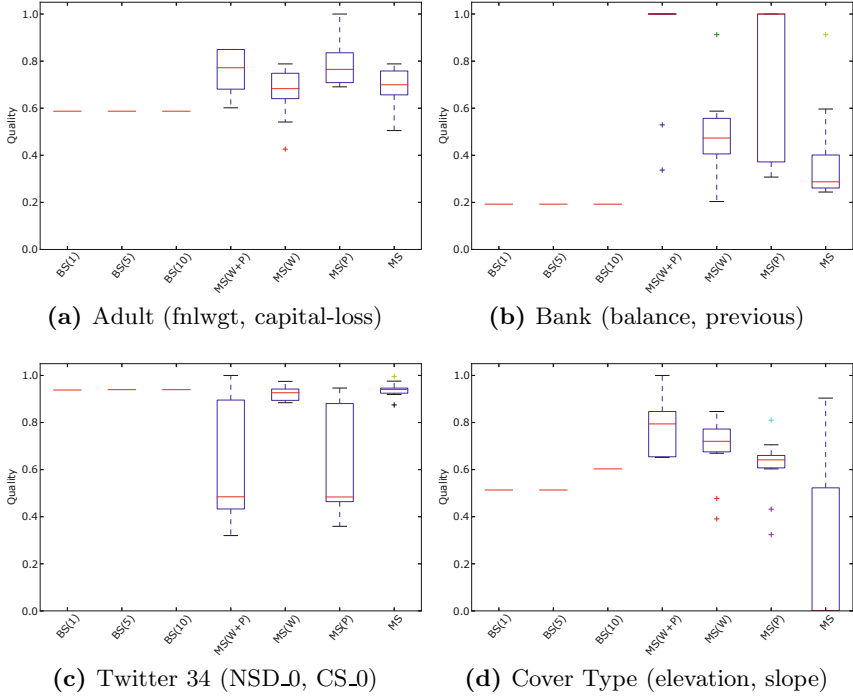 1.0
0.8
0.6
0.4
0.2
0.0
Quality
BS(1)
BS(5)
BS(10)
MS(W+P)
MS(W)
MS(P)
MS
(a) Adult (fnlwgt, capital-loss)
1.0
0.8
0.6
0.4
0.2
0.0
Quality
BS(1)
BS(5)
BS(10)
MS(W+P)
MS(W)
MS(P)
MS
(b) Bank (balance, previous)
1.0
0.8
0.6
0.4
0.2
0.0
Quality
BS(1)
BS(5)
BS(10)
MS(W+P)
MS(W)
MS(P)
MS
(c) Twitter 34 (NSD_0, CS_0)
1.0
0.8
0.6
0.4
0.2
0.0
Quality
BS(1)
BS(5)
BS(10)
MS(W+P)
MS(W)
MS(P)
MS
(d) Cover Type (elevation, slope)